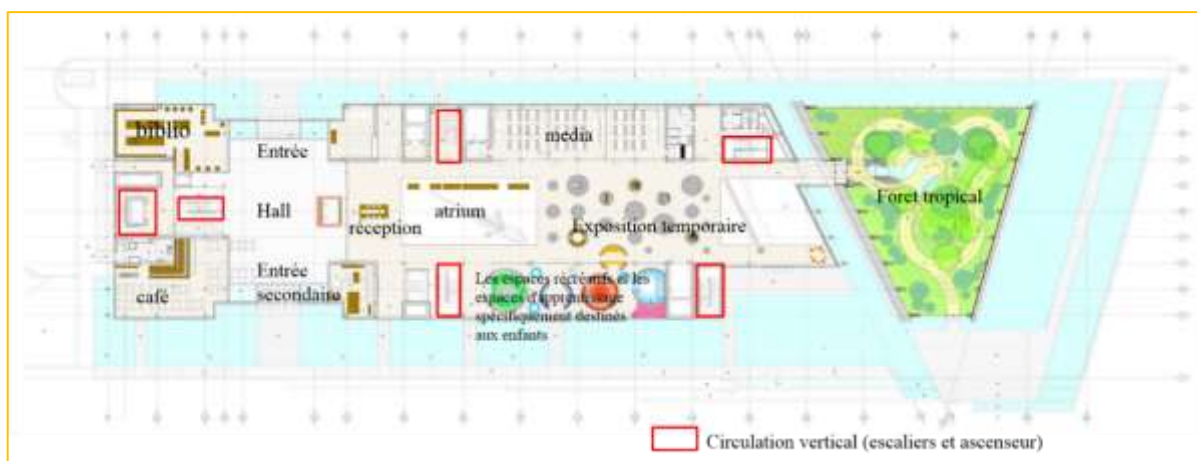 biblio
Entrée
media
Hall
réception
atrium
Exposition temporaire
Foret tropical
café
Entrée
secondaire
Les espaces récréatifs et les
espaces d'apprentissage
spécifiquement destinés
aux enfants
Circulation vertical (escaliers et ascenseur)